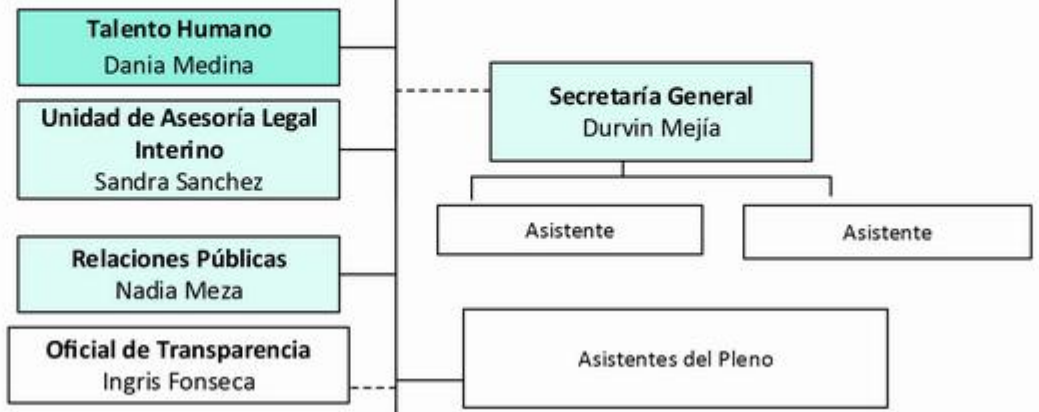 Talento Humano
Dania Medina
Unidad de Asesoría Legal
Interino
Sandra Sanchez
Relaciones Públicas
Nadia Meza
Oficial de Transparencia
Ingris Fonseca
Secretaría General
Durvin Mejía
Asistente
Asistente
Asistentes del Pleno